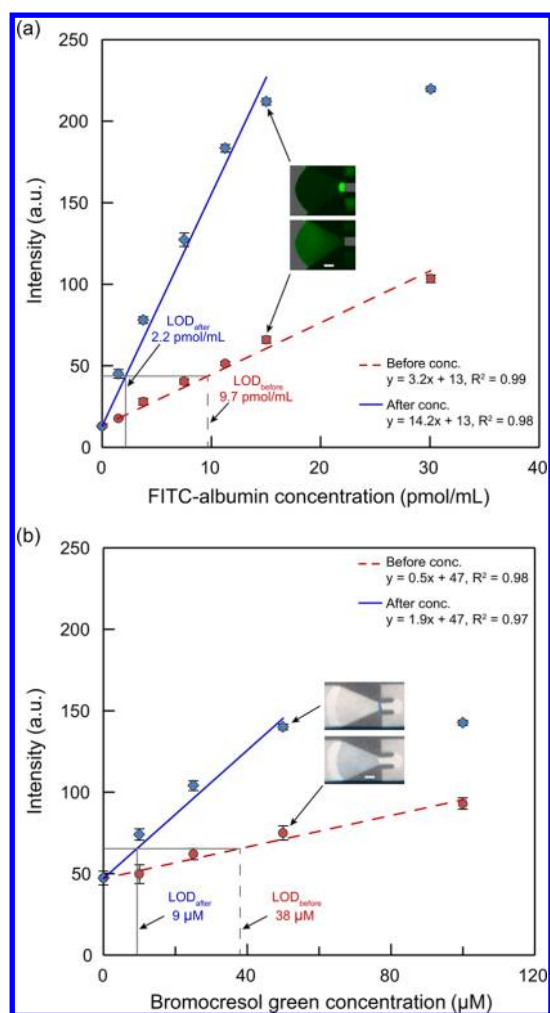 (a)
250
200
150
100
50
0
Intensity (a.u.)
LODafter
2.2 pmol/mL
LODbefore
9.7 pmol/mL
Before conc.
y = 3.2x + 13, R² = 0.99
After conc.
y = 14.2x + 13, R² = 0.98
0 10 20 30 40
FITC-albumin concentration (pmol/mL)
(b)
250
200
150
100
50
0
Intensity (a.u.)
Before conc.
y = 0.5x + 47, R² = 0.98
After conc.
y = 1.9x + 47, R² = 0.97
LODafter
9 µM
LODbefore
38 µM
0 40 80 120
Bromocresol green concentration (µM)